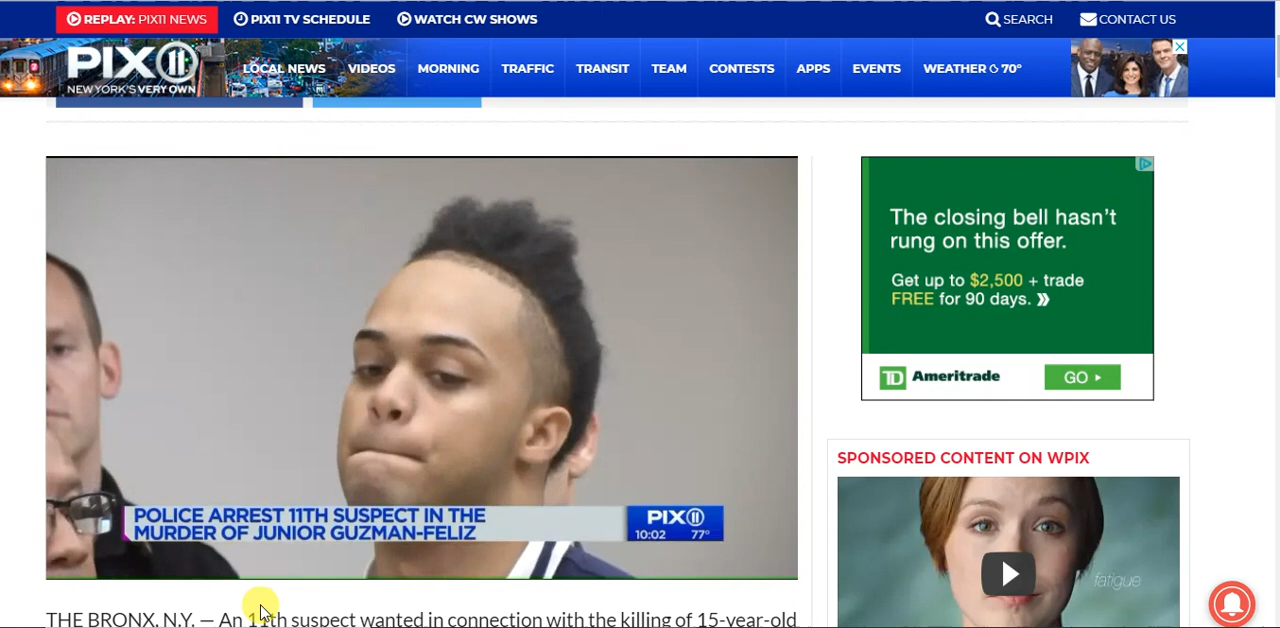 REPLAY: PIX11 NEWS
PIX11 TV SCHEDULE
WATCH CW SHOWS
SEARCH
CONTACT US
PIX11
NEW YORK'S VERY OWN
LOCAL NEWS
VIDEOS
MORNING
TRAFFIC
TRANSIT
TEAM
CONTESTS
APPS
EVENTS
WEATHER 70°
The closing bell hasn't
rung on this offer.
Get up to $2,500 + trade
FREE for 90 days. »
TD Ameritrade
GO
POLICE ARREST 11TH SUSPECT IN THE
MURDER OF JUNIOR GUZMAN-FELIZ
PIX11
10:02 77°
SPONSORED CONTENT ON WPIX
fatigue
THE BRONX, N.Y. — An 11th suspect wanted in connection with the killing of 15-year-old